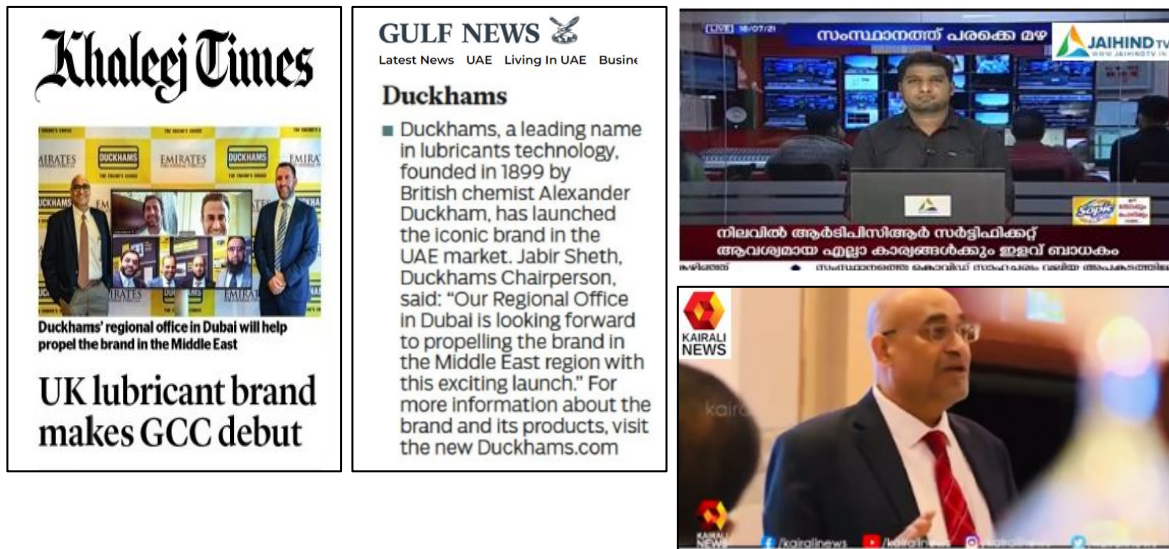 Khaleej Times
DUCKHAMS
EMIRATES
DUCKHAMS
Duckhams' regional office in Dubai will help
propel the brand in the Middle East
UK lubricant brand
makes GCC debut
GULF NEWS
Latest News UAE Living In UAE Busine
Duckhams
Duckhams, a leading name
in lubricants technology,
founded in 1899 by
British chemist Alexander
Duckham, has launched
the iconic brand in the
UAE market. Jabir Sheth,
Duckhams Chairperson,
said: “Our Regional Office
in Dubai is looking forward
to propelling the brand in
the Middle East region with
this exciting launch.” For
more information about the
brand and its products, visit
the new Duckhams.com
LIVE 18/07/21
സംസ്ഥാനത്ത് പരക്കെ മഴ
JAIHIND TV
WWW.JAIHINDTV.IN
നിലവിൽ ആർടിപിസിആർ സർട്ടിഫിക്കറ്റ്
ആവശ്യമായ എല്ലാ കാര്യങ്ങൾക്കും ഇളവ് ബാധകം
KAIRALI
NEWS
kairali
KAIRALI
NEWS
/kairalinews /kairalinews /kairalinews